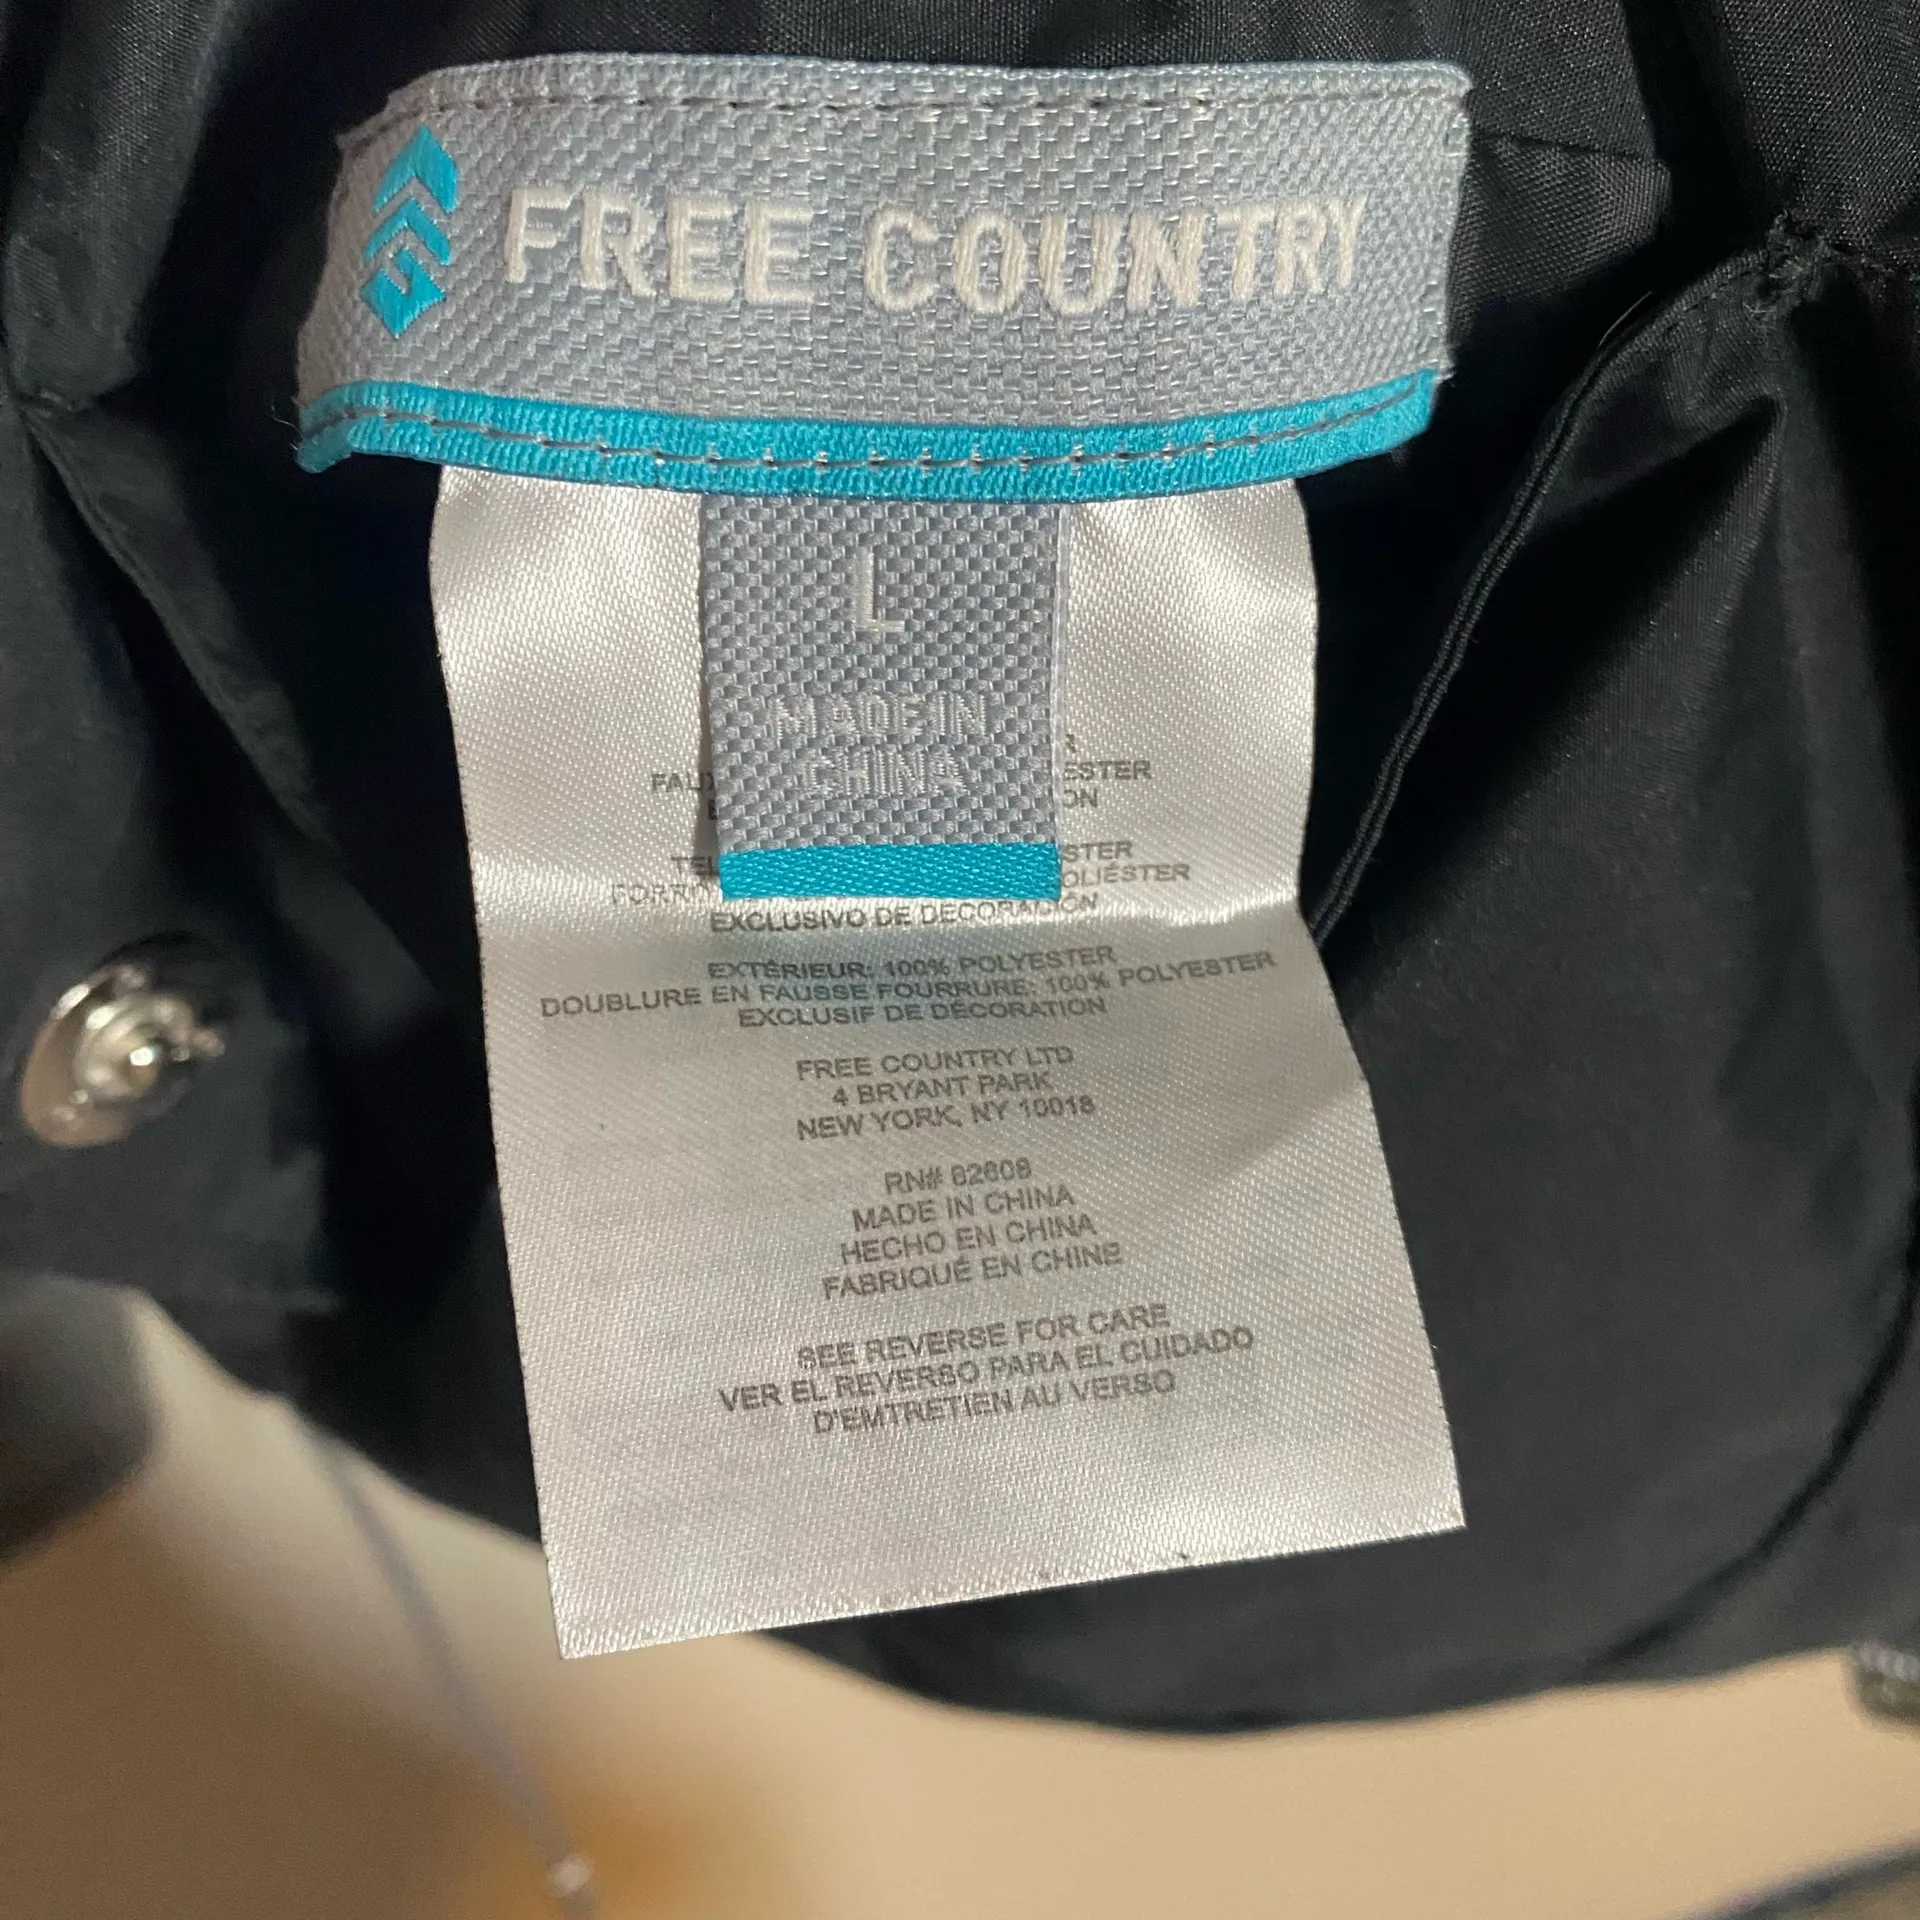 FREE COUNTRY
L
MADE IN
CHINA
EXCLUSIVO DE DECORACIÓN
EXTÉRIEUR: 100% POLYESTER
DOUBLURE EN FAUSSE FOURRURE: 100% POLYESTER
EXCLUSIF DE DÉCORATION
FREE COUNTRY LTD
4 BRYANT PARK
NEW YORK, NY 10018
RN# 82608
MADE IN CHINA
HECHO EN CHINA
FABRIQUÉ EN CHINE
SEE REVERSE FOR CARE
VER EL REVERSO PARA EL CUIDADO
D'EMTRETIEN AU VERSO